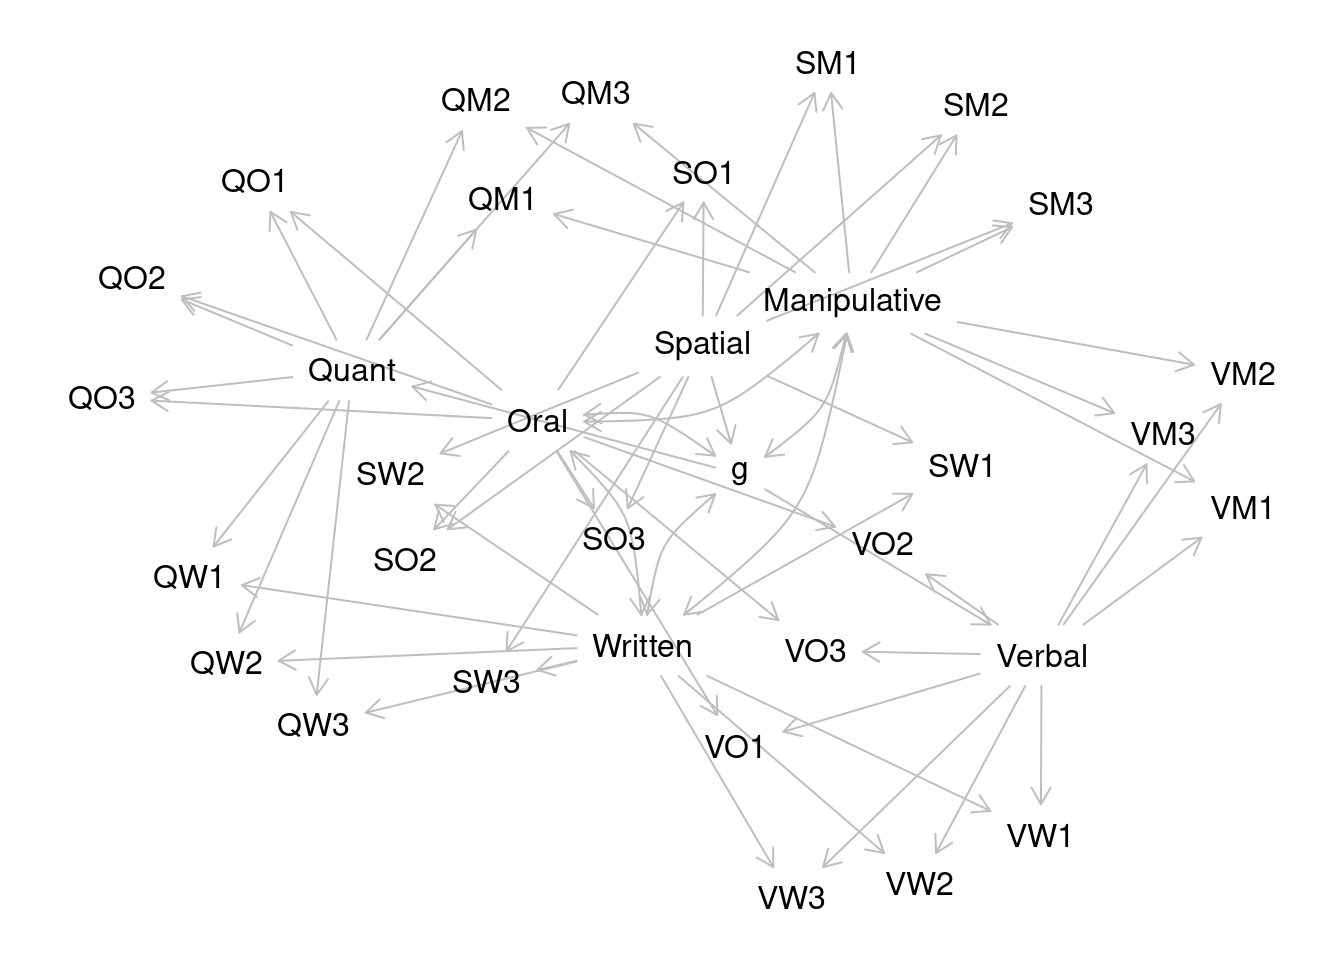 SM1
QM2
QM3
SM2
SO1
QO1
QM1
SM3
QO2
Manipulative
Spatial
Quant
VM2
QO3
Oral
VM3
g
SW1
SW2
VM1
SO3
VO2
SO2
QW1
Written
VO3
Verbal
QW2
SW3
QW3
VO1
VW1
VW2
VW3